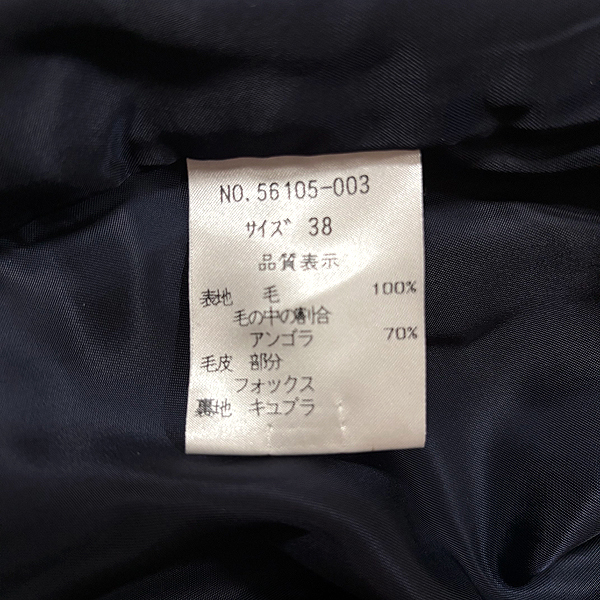 NO.56105-003
サイズ 38
品質表示
表地 毛 100%
毛の中の割合
アンゴラ 70%
毛皮 部分
フォックス
裏地 キュプラ